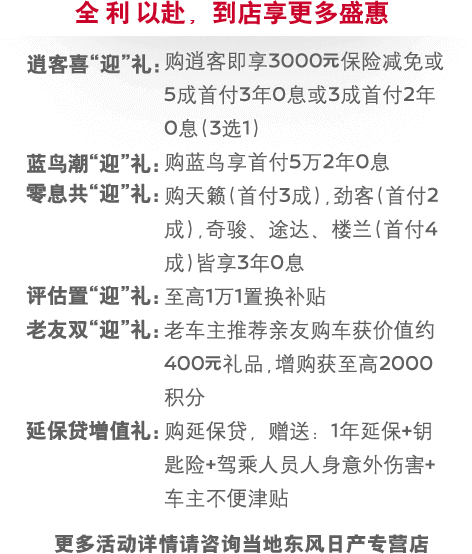 全利以赴，到店享更多盛惠
逍客喜“迎”礼：购逍客即享3000元保险减免或
5成首付3年0息或3成首付2年
0息(3选1)
蓝鸟潮“迎”礼：购蓝鸟享首付5万2年0息
零息共“迎”礼：购天籁(首付3成),劲客(首付2
成),奇骏、途达、楼兰(首付4
成)皆享3年0息
评估置“迎”礼：至高1万1置换补贴
老友双“迎”礼：老车主推荐亲友购车获价值约
400元礼品,增购获至高2000
积分
延保贷增值礼：购延保贷，赠送：1年延保+钥
匙险+驾乘人员人身意外伤害+
车主不便津贴
更多活动详情请咨询当地东风日产专营店